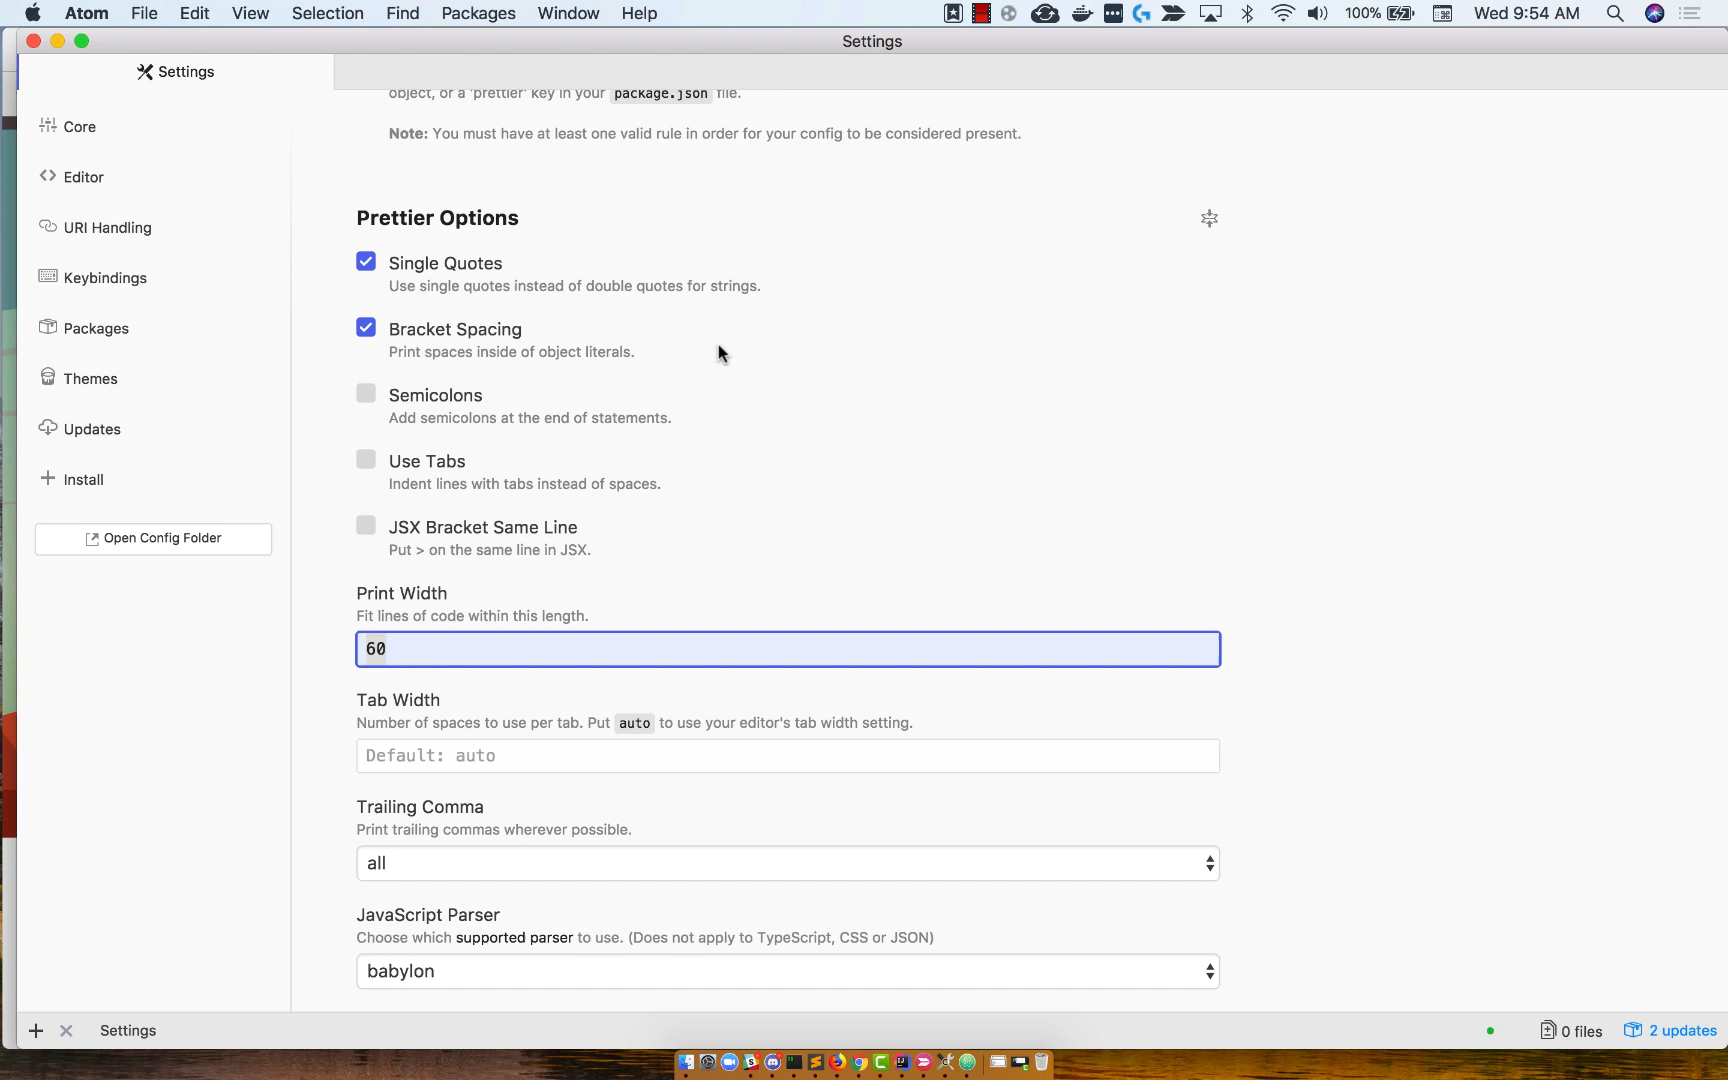 Atom File Edit View Selection Find Packages Window Help 100% Wed 9:54 AM
Settings
Settings
object, or a 'prettier' key in your package.json file.
Note: You must have at least one valid rule in order for your config to be considered present.
Core
Editor
URI Handling
Keybindings
Packages
Themes
Updates
Install
Open Config Folder
Prettier Options
Single Quotes
Use single quotes instead of double quotes for strings.
Bracket Spacing
Print spaces inside of object literals.
Semicolons
Add semicolons at the end of statements.
Use Tabs
Indent lines with tabs instead of spaces.
JSX Bracket Same Line
Put > on the same line in JSX.
Print Width
Fit lines of code within this length.
60
Tab Width
Number of spaces to use per tab. Put auto to use your editor's tab width setting.
Default: auto
Trailing Comma
Print trailing commas wherever possible.
all
JavaScript Parser
Choose which supported parser to use. (Does not apply to TypeScript, CSS or JSON)
babylon
Settings
0 files 2 updates